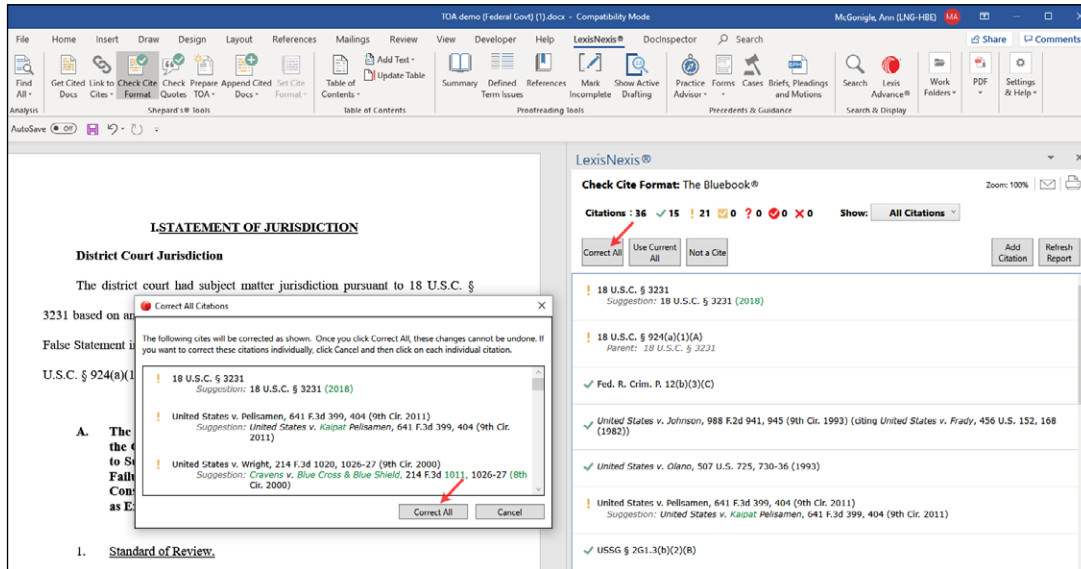 TOA demo (Federal Govt) (1).docx - Compatibility Mode
McGonigle, Ann (LNG-HBE) MA
File Home Insert Draw Design Layout References Mailings Review View Developer Help LexisNexis® DocInspector Search Share Comments
Find All
Get Cited Docs
Link to Cites
Check Cite Format
Check Quotes
Prepare TOA
Append Cited Docs
Set Cite Format
Table of Contents
Add Text
Update Table
Summary
Defined Term Issues
References
Mark Incomplete
Show Active Drafting
Practice Advisor
Forms
Cases
Briefs, Pleadings and Motions
Search
Lexis Advance®
Work Folders
PDF
Settings & Help
Analysis
Shepard's® Tools
Table of Contents
Proofreading Tools
Precedents & Guidance
Search & Display
AutoSave Off
I.STATEMENT OF JURISDICTION
District Court Jurisdiction
The district court had subject matter jurisdiction pursuant to 18 U.S.C. §
3231 based on an
False Statement i
U.S.C. § 924(a)(1
A. The
the
to Su
Failu
Cons
as E
1. Standard of Review.
Correct All Citations
The following cites will be corrected as shown. Once you click Correct All, these changes cannot be undone. If
you want to correct these citations individually, click Cancel and then click on each individual citation.
! 18 U.S.C. § 3231
Suggestion: 18 U.S.C. § 3231 (2018)
! United States v. Pelisamen, 641 F.3d 399, 404 (9th Cir. 2011)
Suggestion: United States v. Kaipat Pelisamen, 641 F.3d 399, 404 (9th Cir.
2011)
! United States v. Wright, 214 F.3d 1020, 1026-27 (9th Cir. 2000)
Suggestion: Cravens v. Blue Cross & Blue Shield, 214 F.3d 1011, 1026-27 (8th
Cir. 2000)
Correct All Cancel
LexisNexis®
Check Cite Format: The Bluebook®
Zoom: 100%
Citations : 36 ✓ 15 ! 21 0 ? 0 0 X 0 Show: All Citations
Correct All
Use Current All
Not a Cite
Add Citation
Refresh Report
! 18 U.S.C. § 3231
Suggestion: 18 U.S.C. § 3231 (2018)
! 18 U.S.C. § 924(a)(1)(A)
Parent: 18 U.S.C. § 3231
✓ Fed. R. Crim. P. 12(b)(3)(C)
✓ United States v. Johnson, 988 F.2d 941, 945 (9th Cir. 1993) (citing United States v. Frady, 456 U.S. 152, 168
(1982))
✓ United States v. Olano, 507 U.S. 725, 730-36 (1993)
! United States v. Pelisamen, 641 F.3d 399, 404 (9th Cir. 2011)
Suggestion: United States v. Kaipat Pelisamen, 641 F.3d 399, 404 (9th Cir. 2011)
✓ USSG § 2G1.3(b)(2)(B)